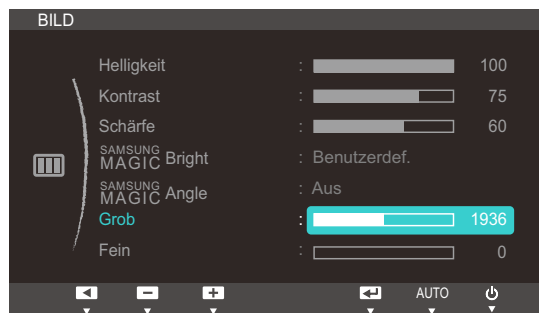 BILD
Helligkeit : 100
Kontrast : 75
Schärfe : 60
SAMSUNG MAGIC Bright : Benutzerdef.
SAMSUNG MAGIC Angle : Aus
Grob : 1936
Fein : 0
AUTO